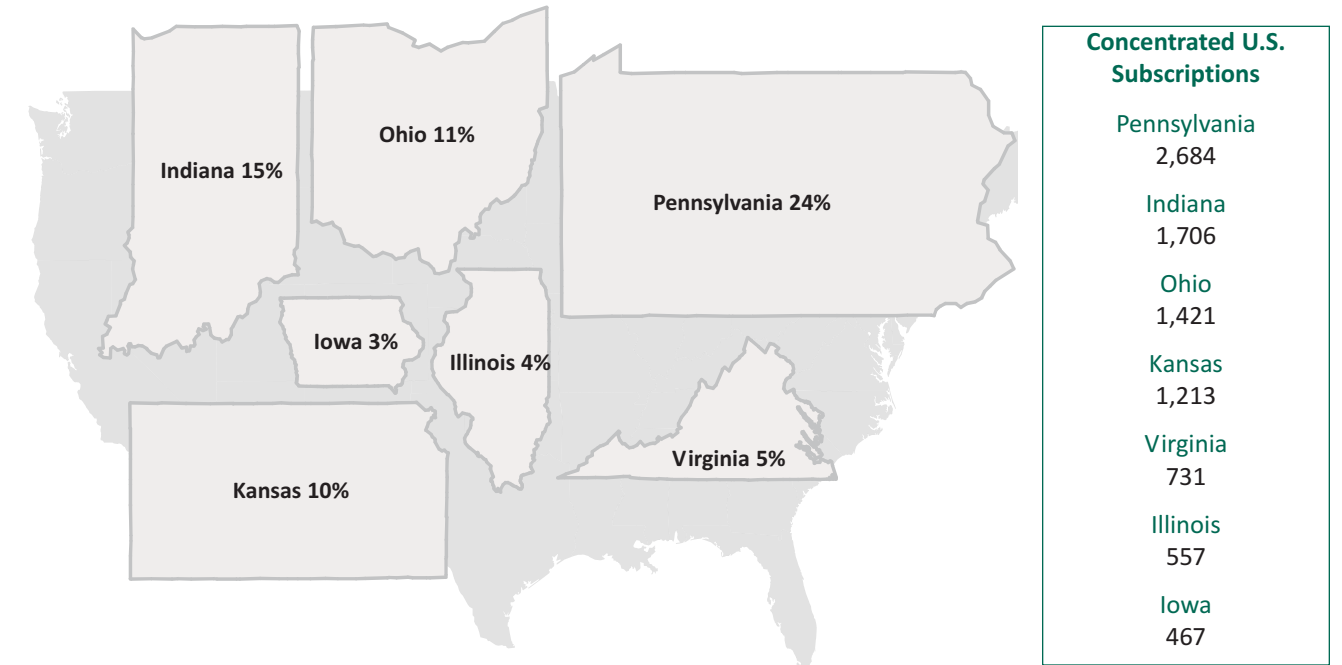 Ohio 11%
Indiana 15%
Pennsylvania 24%
Iowa 3%
Illinois 4%
Virginia 5%
Kansas 10%
Concentrated U.S.
Subscriptions
Pennsylvania
2,684
Indiana
1,706
Ohio
1,421
Kansas
1,213
Virginia
731
Illinois
557
Iowa
467